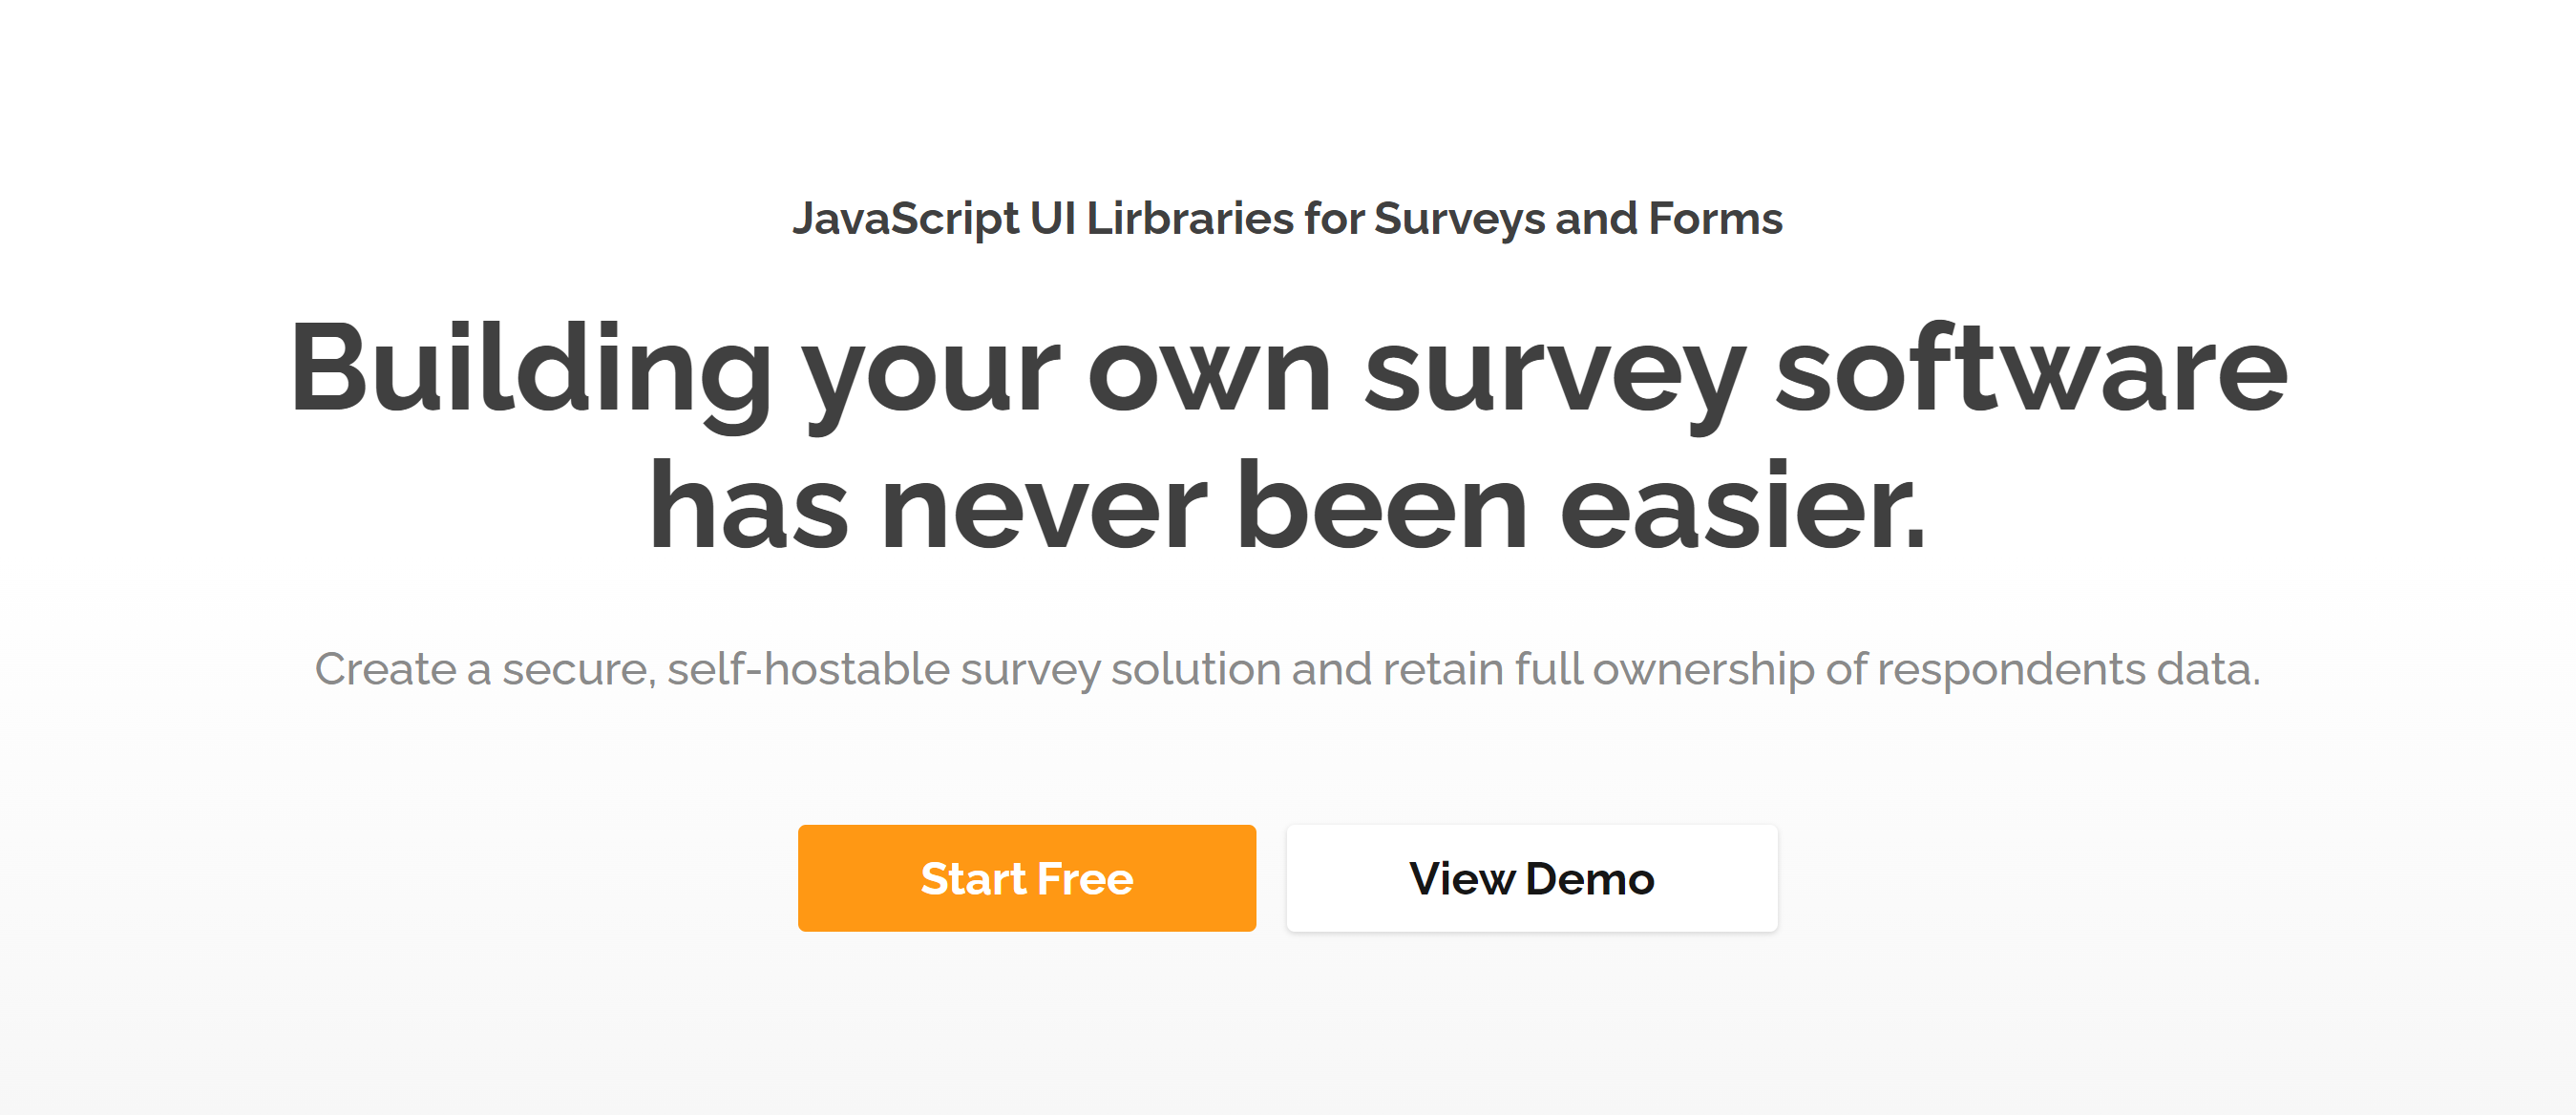 JavaScript UI Lirbraries for Surveys and Forms
Building your own survey software
has never been easier.
Create a secure, self-hostable survey solution and retain full ownership of respondents data.
Start Free
View Demo